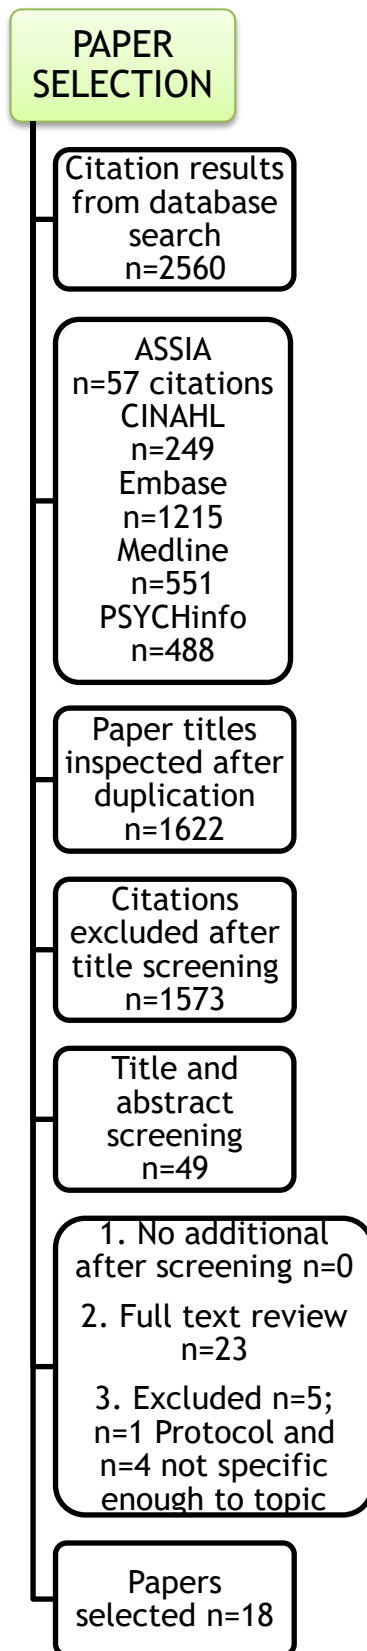 PAPER
SELECTION
Citation results
from database
search
n=2560
ASSIA
n=57 citations
CINAHL
n=249
Embase
n=1215
Medline
n=551
PSYCHinfo
n=488
Paper titles
inspected after
duplication
n=1622
Citations
excluded after
title screening
n=1573
Title and
abstract
screening
n=49
1. No additional
after screening n=0
2. Full text review
n=23
3. Excluded n=5;
n=1 Protocol and
n=4 not specific
enough to topic
Papers
selected n=18